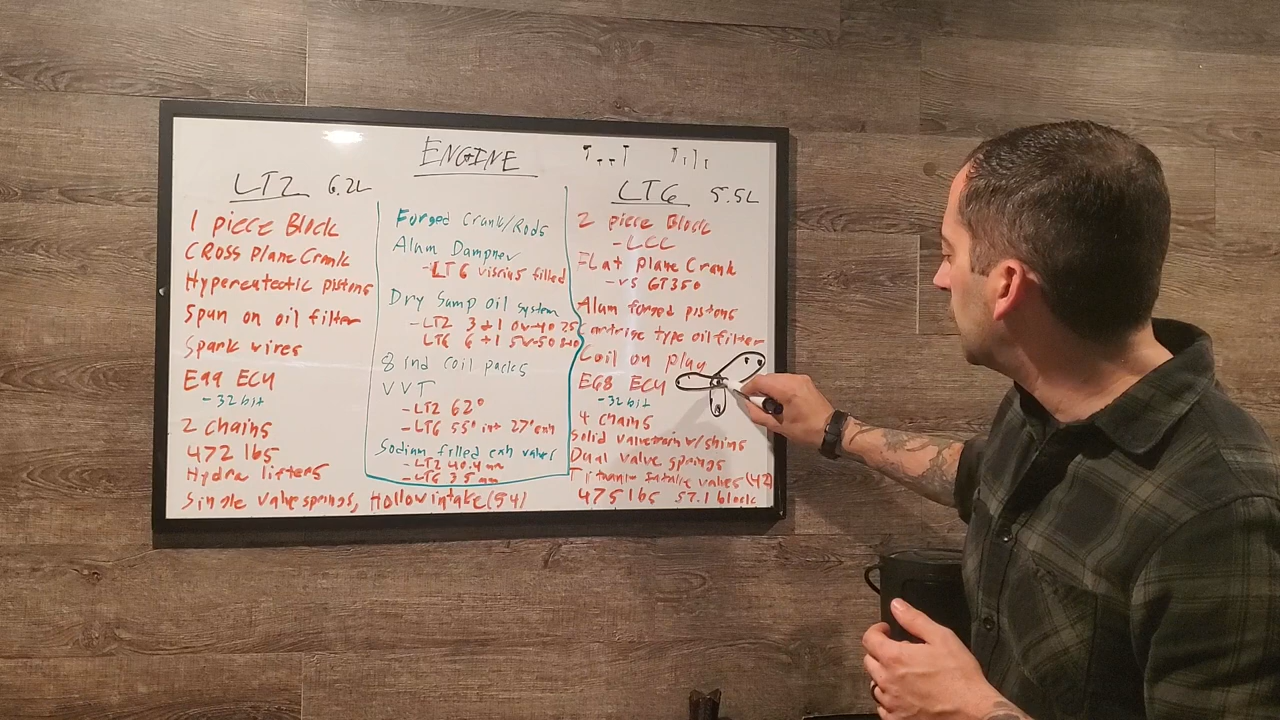 ENGINE
LT2 6.2L
1 piece Block
CROSS Plane Crank
Hypereuteotic pistons
Spun on oil filter
Spark wires
E99 ECU
-32 bit
2 chains
472 lbs
Hydra lifters
Single valve springs, Hollow intake (54)
Forged Crank/Rods
Alum Dampner
-LT6 visrius filled
Dry Sump oil system
-LT2 3+1 0w-40
LT6 6+1 5w-50
8 ind coil packs
VVT
-LT2 62°
-LT6 55° int 27° exh
Sodium filled exh valves
-LT2 40.4 mm
-LT6 35 mm
LT6 5.5L
2 piece Block
-LCC
FLat plane Crank
-vs GT350
Alum forged pistons
Cartrige type oil filter
Coil on plug
E68 ECU
-32 bit
4 chains
Solid valvetrain w/shims
Dual valve springs
Titanium intake valves (42)
475 lbs 57.1 block